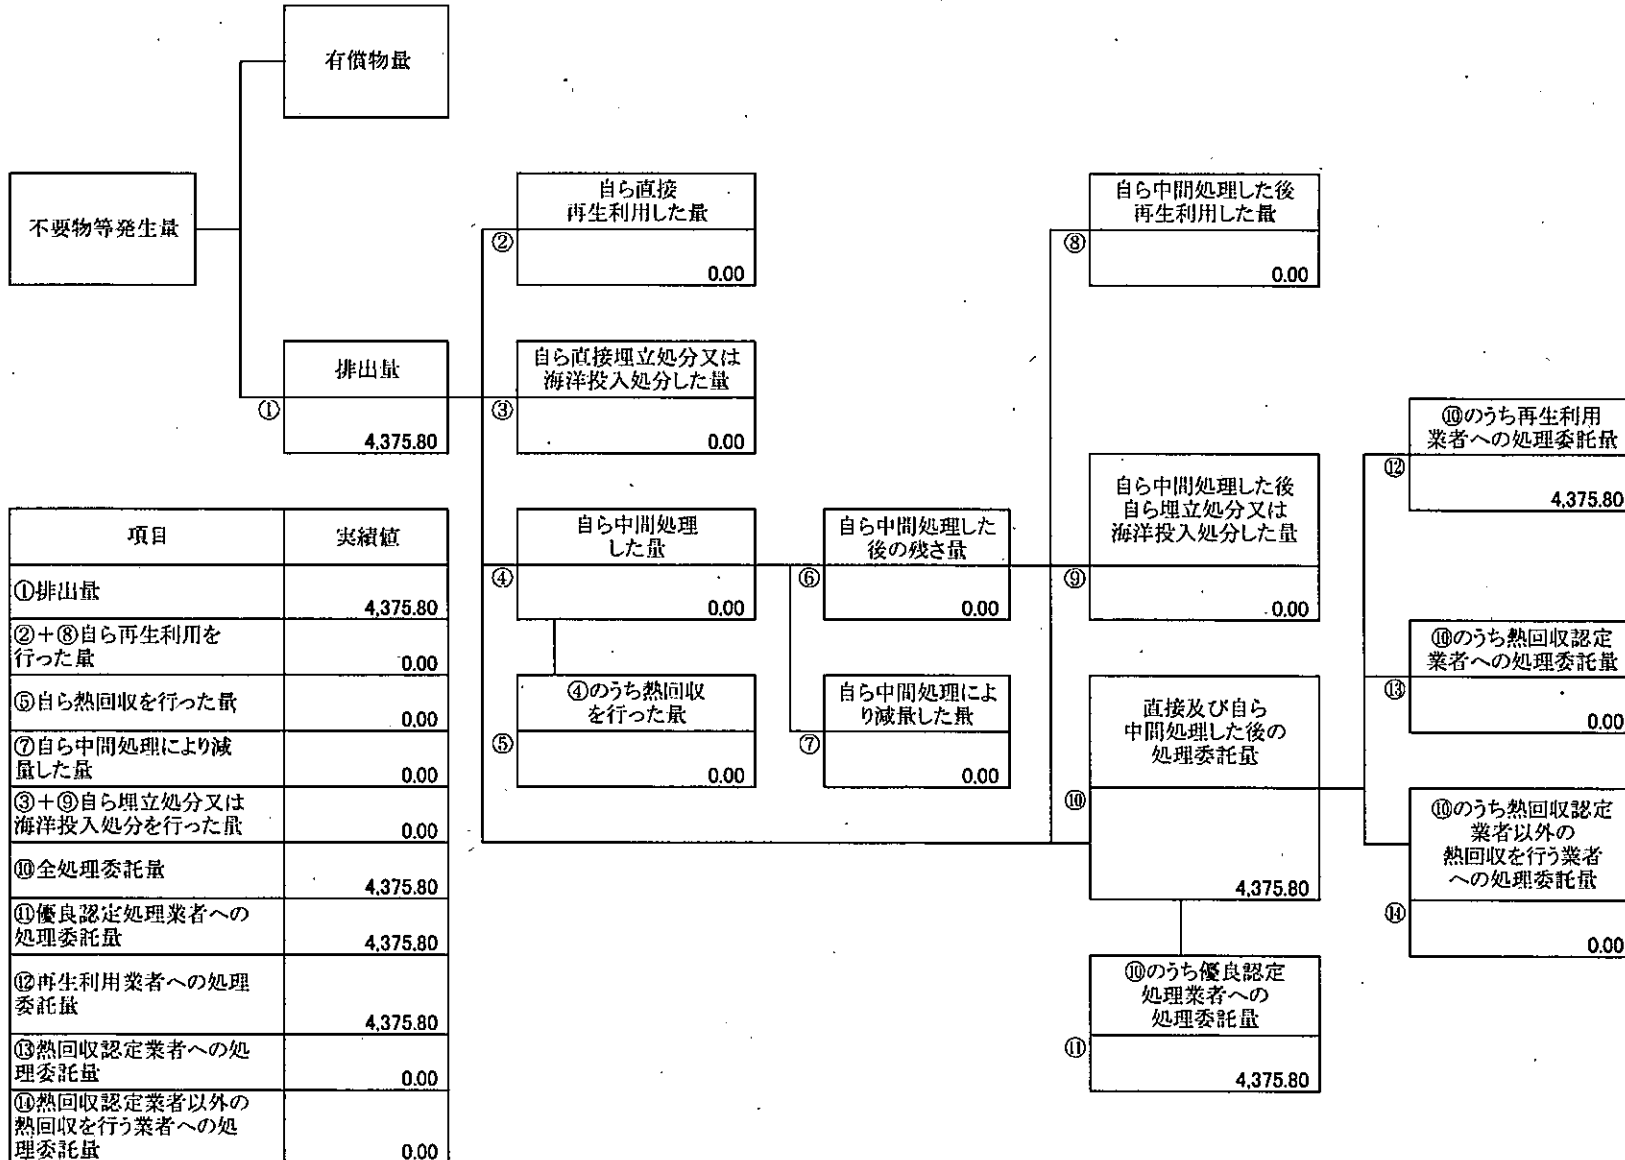 有償物量
不要物等発生量
排出量
①
4,375.80
自ら直接
再生利用した量
②
0.00
自ら直接埋立処分又は
海洋投入処分した量
③
0.00
自ら中間処理
した量
④
0.00
④のうち熱回収
を行った量
⑤
0.00
自ら中間処理した
後の残さ量
⑥
0.00
自ら中間処理によ
り減量した量
⑦
0.00
自ら中間処理した後
再生利用した量
⑧
0.00
自ら中間処理した後
自ら埋立処分又は
海洋投入処分した量
⑨
0.00
直接及び自ら
中間処理した後の
処理委託量
⑩
4,375.80
⑩のうち優良認定
処理業者への
処理委託量
⑪
4,375.80
⑩のうち再生利用
業者への処理委託量
⑫
4,375.80
⑩のうち熱回収認定
業者への処理委託量
⑬
0.00
⑩のうち熱回収認定
業者以外の
熱回収を行う業者
への処理委託量
⑭
0.00
項目 実績値
①排出量
4,375.80
②+⑧自ら再生利用を
行った量 0.00
⑤自ら熱回収を行った量
0.00
⑦自ら中間処理により減
量した量 0.00
③+⑨自ら埋立処分又は
海洋投入処分を行った量 0.00
⑩全処理委託量
4,375.80
⑪優良認定処理業者への
処理委託量 4,375.80
⑫再生利用業者への処理
委託量
4,375.80
⑬熱回収認定業者への処
理委託量 0.00
⑭熱回収認定業者以外の
熱回収を行う業者への処
理委託量 0.00